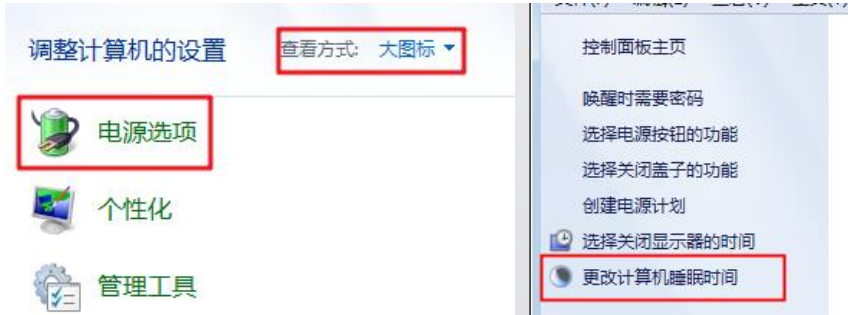 调整计算机的设置
查看方式: 大图标
电源选项
个性化
管理工具
控制面板主页
唤醒时需要密码
选择电源按钮的功能
选择关闭盖子的功能
创建电源计划
选择关闭显示器的时间
更改计算机睡眠时间